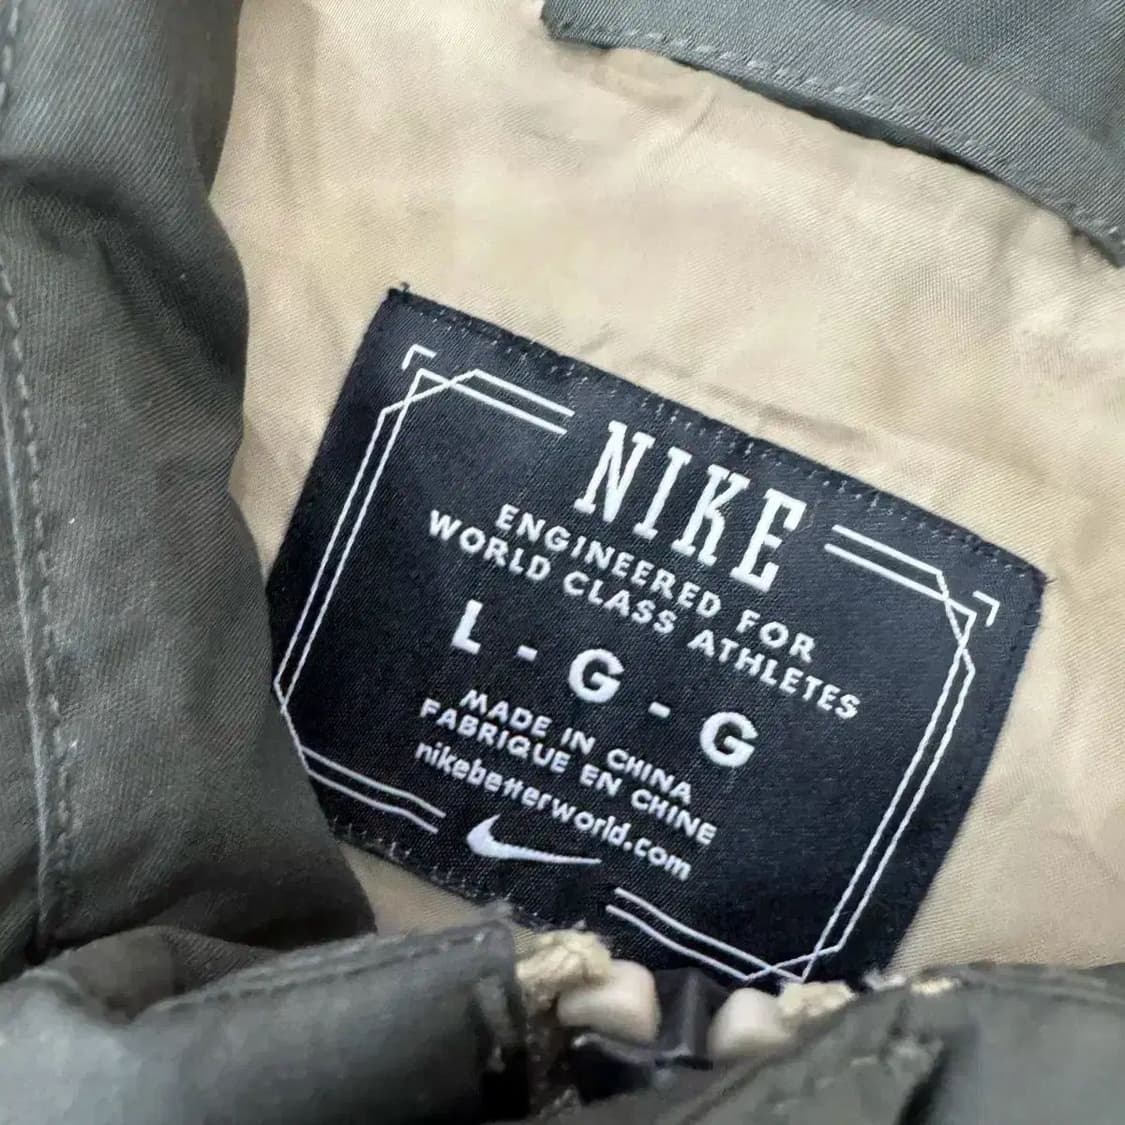 NIKE
ENGINEERED FOR
WORLD CLASS ATHLETES
L - G - G
MADE IN CHINA
FABRIQUE EN CHINE
nikebetterworld.com